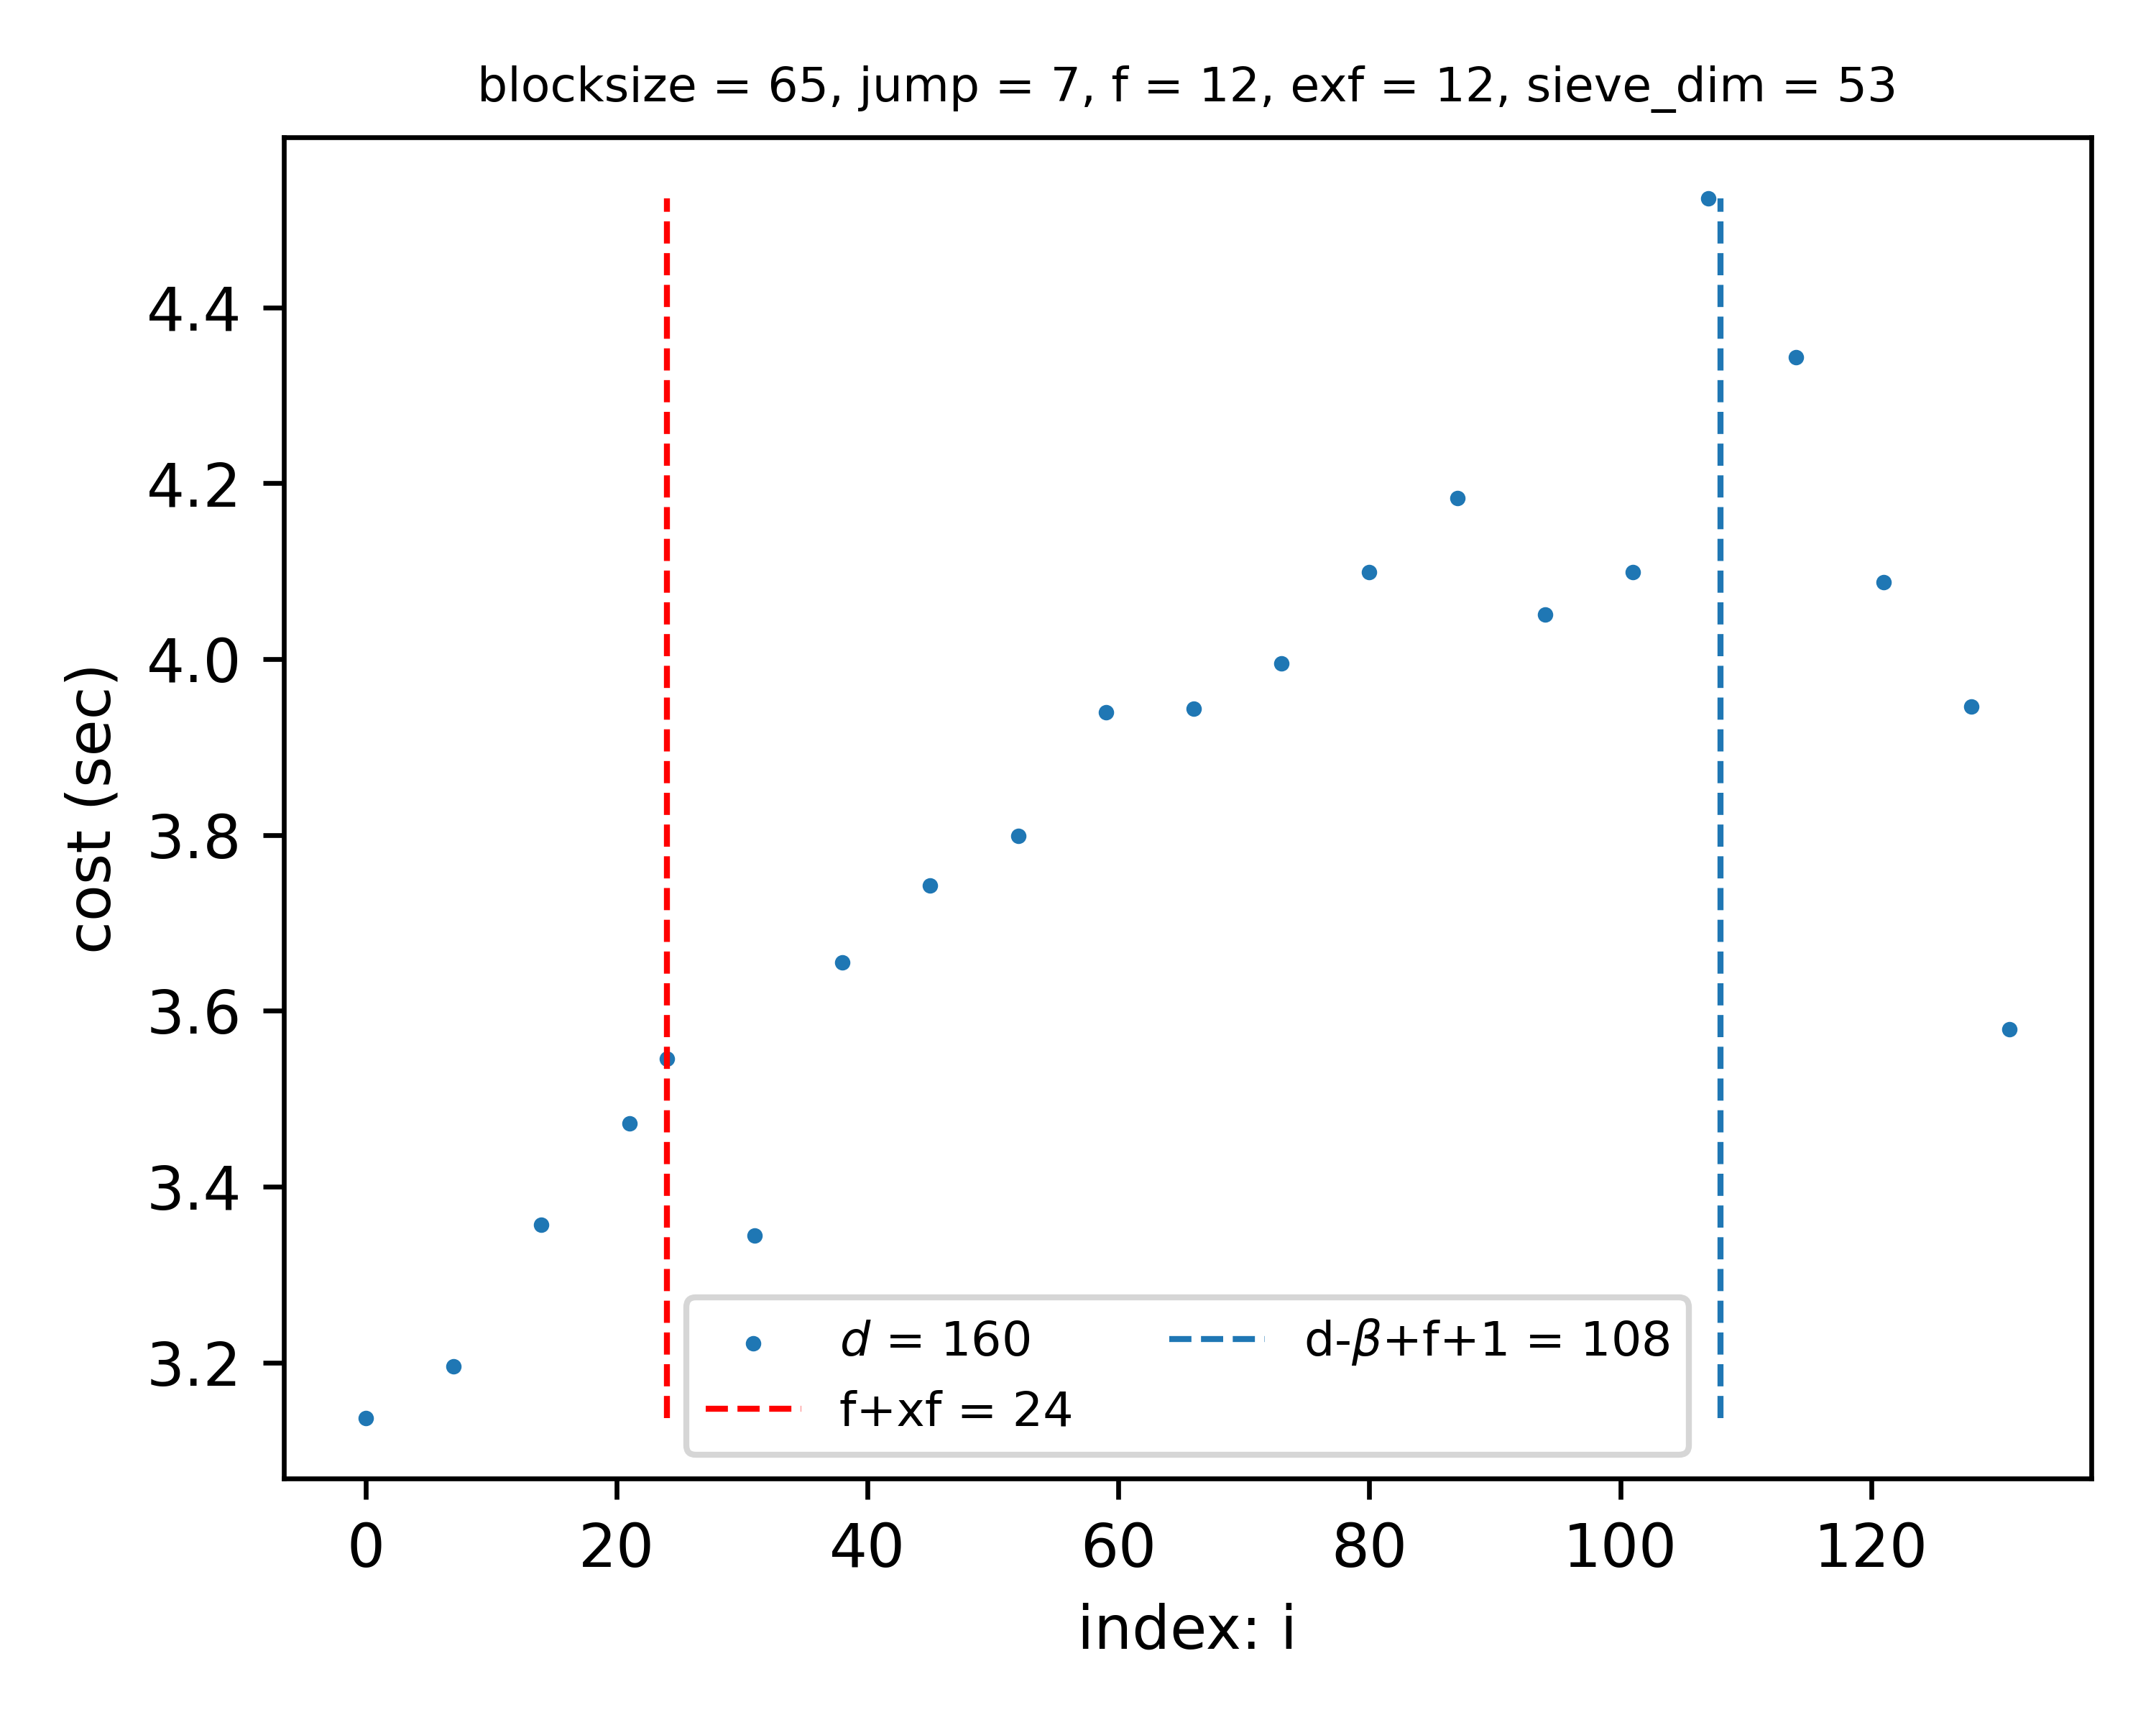 blocksize = 65, jump = 7, f = 12, exf = 12, sieve_dim = 53
4.4
4.2
4.0
3.8
3.6
3.4
3.2
cost (sec)
d = 160
f+xf = 24
d-β+f+1 = 108
0 20 40 60 80 100 120
index: i